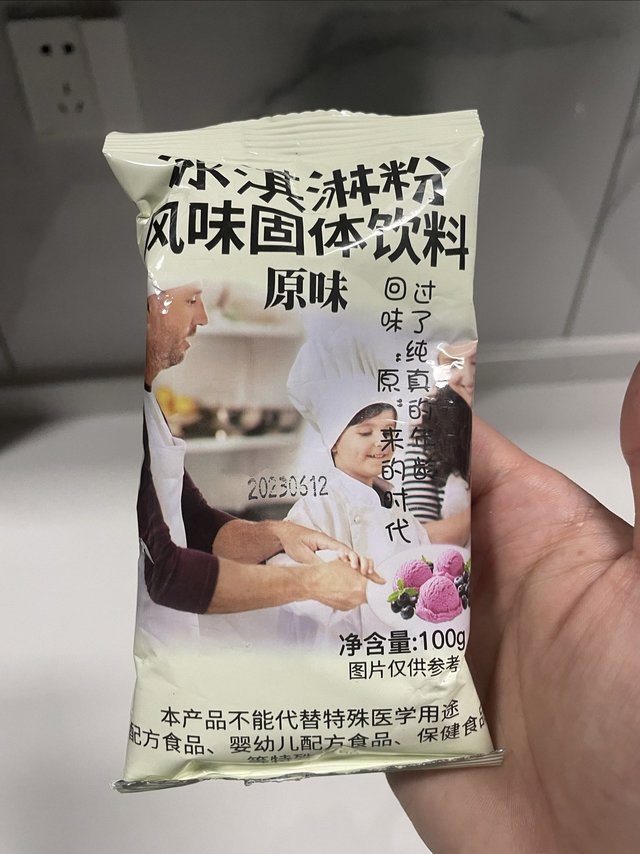 冰淇淋粉
风味固体饮料
原味
过了纯真的年龄
回味“原”来的时代
20230612
净含量:100g
图片仅供参考
本产品不能代替特殊医学用途
配方食品、婴幼儿配方食品、保健食品
等特殊